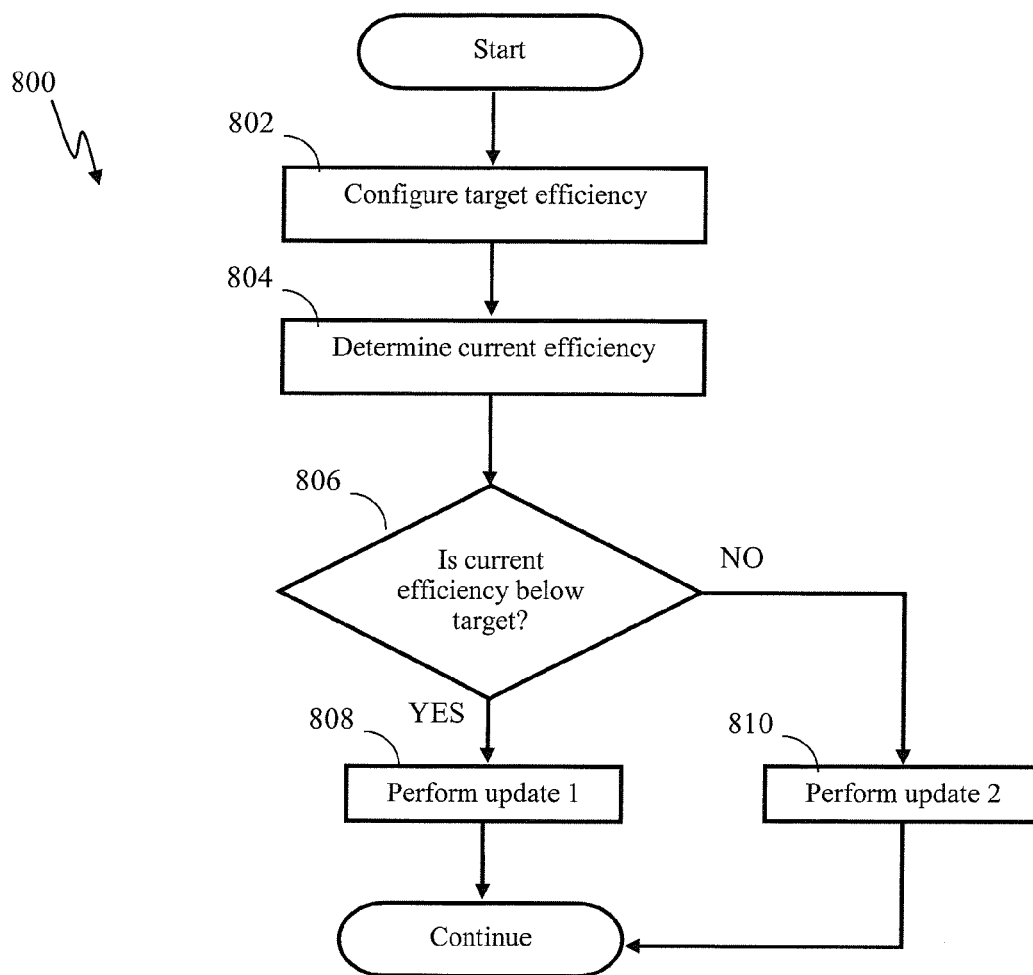 Start
800
802
Configure target efficiency
804
Determine current efficiency
806
Is current
efficiency below
target?
NO
YES
808
Perform update 1
810
Perform update 2
Continue